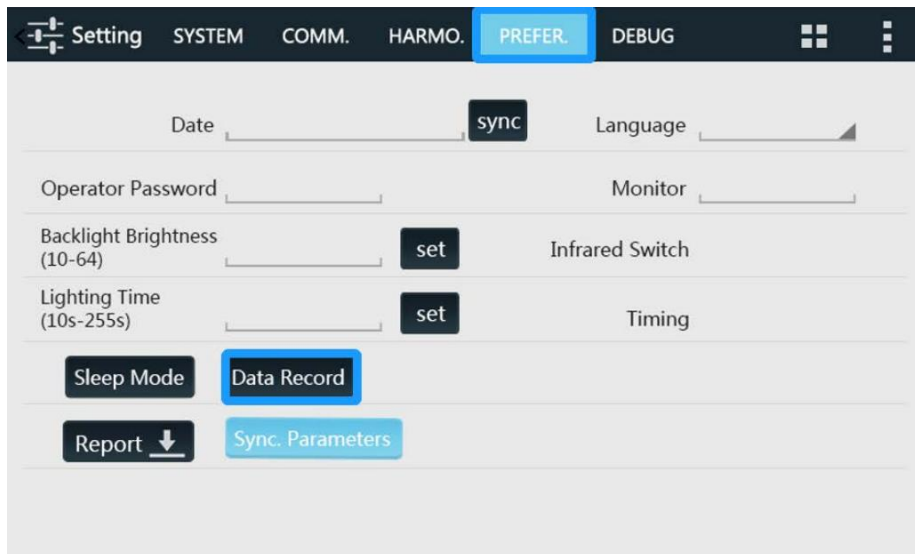 Setting SYSTEM COMM. HARMO. PREFER. DEBUG
Date sync Language
Operator Password Monitor
Backlight Brightness
(10-64) set Infrared Switch
Lighting Time
(10s-255s) set Timing
Sleep Mode Data Record
Report Sync. Parameters